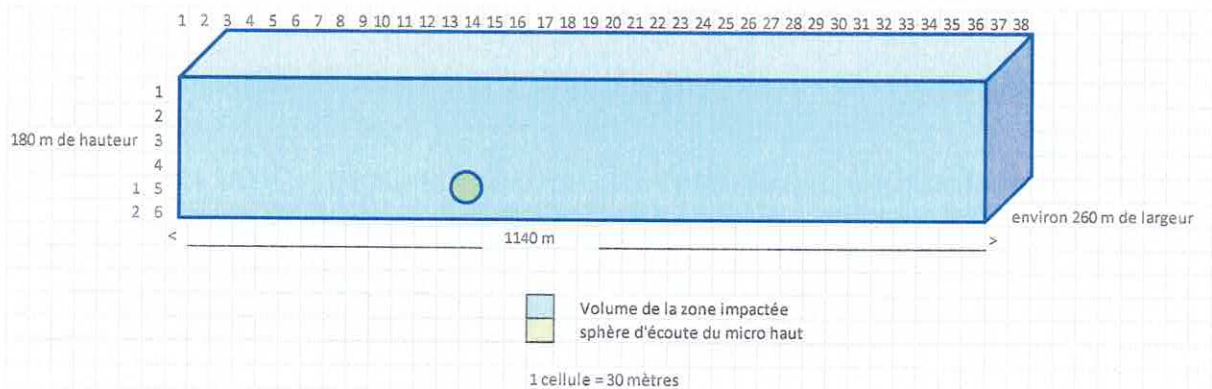 1 2 3 4 5 6 7 8 9 10 11 12 13 14 15 16 17 18 19 20 21 22 23 24 25 26 27 28 29 30 31 32 33 34 35 36 37 38
1
2
180 m de hauteur 3
4
1 5
2 6
environ 260 m de largeur
< 1140 m >
Volume de la zone impactée
sphère d'écoute du micro haut
1 cellule = 30 mètres